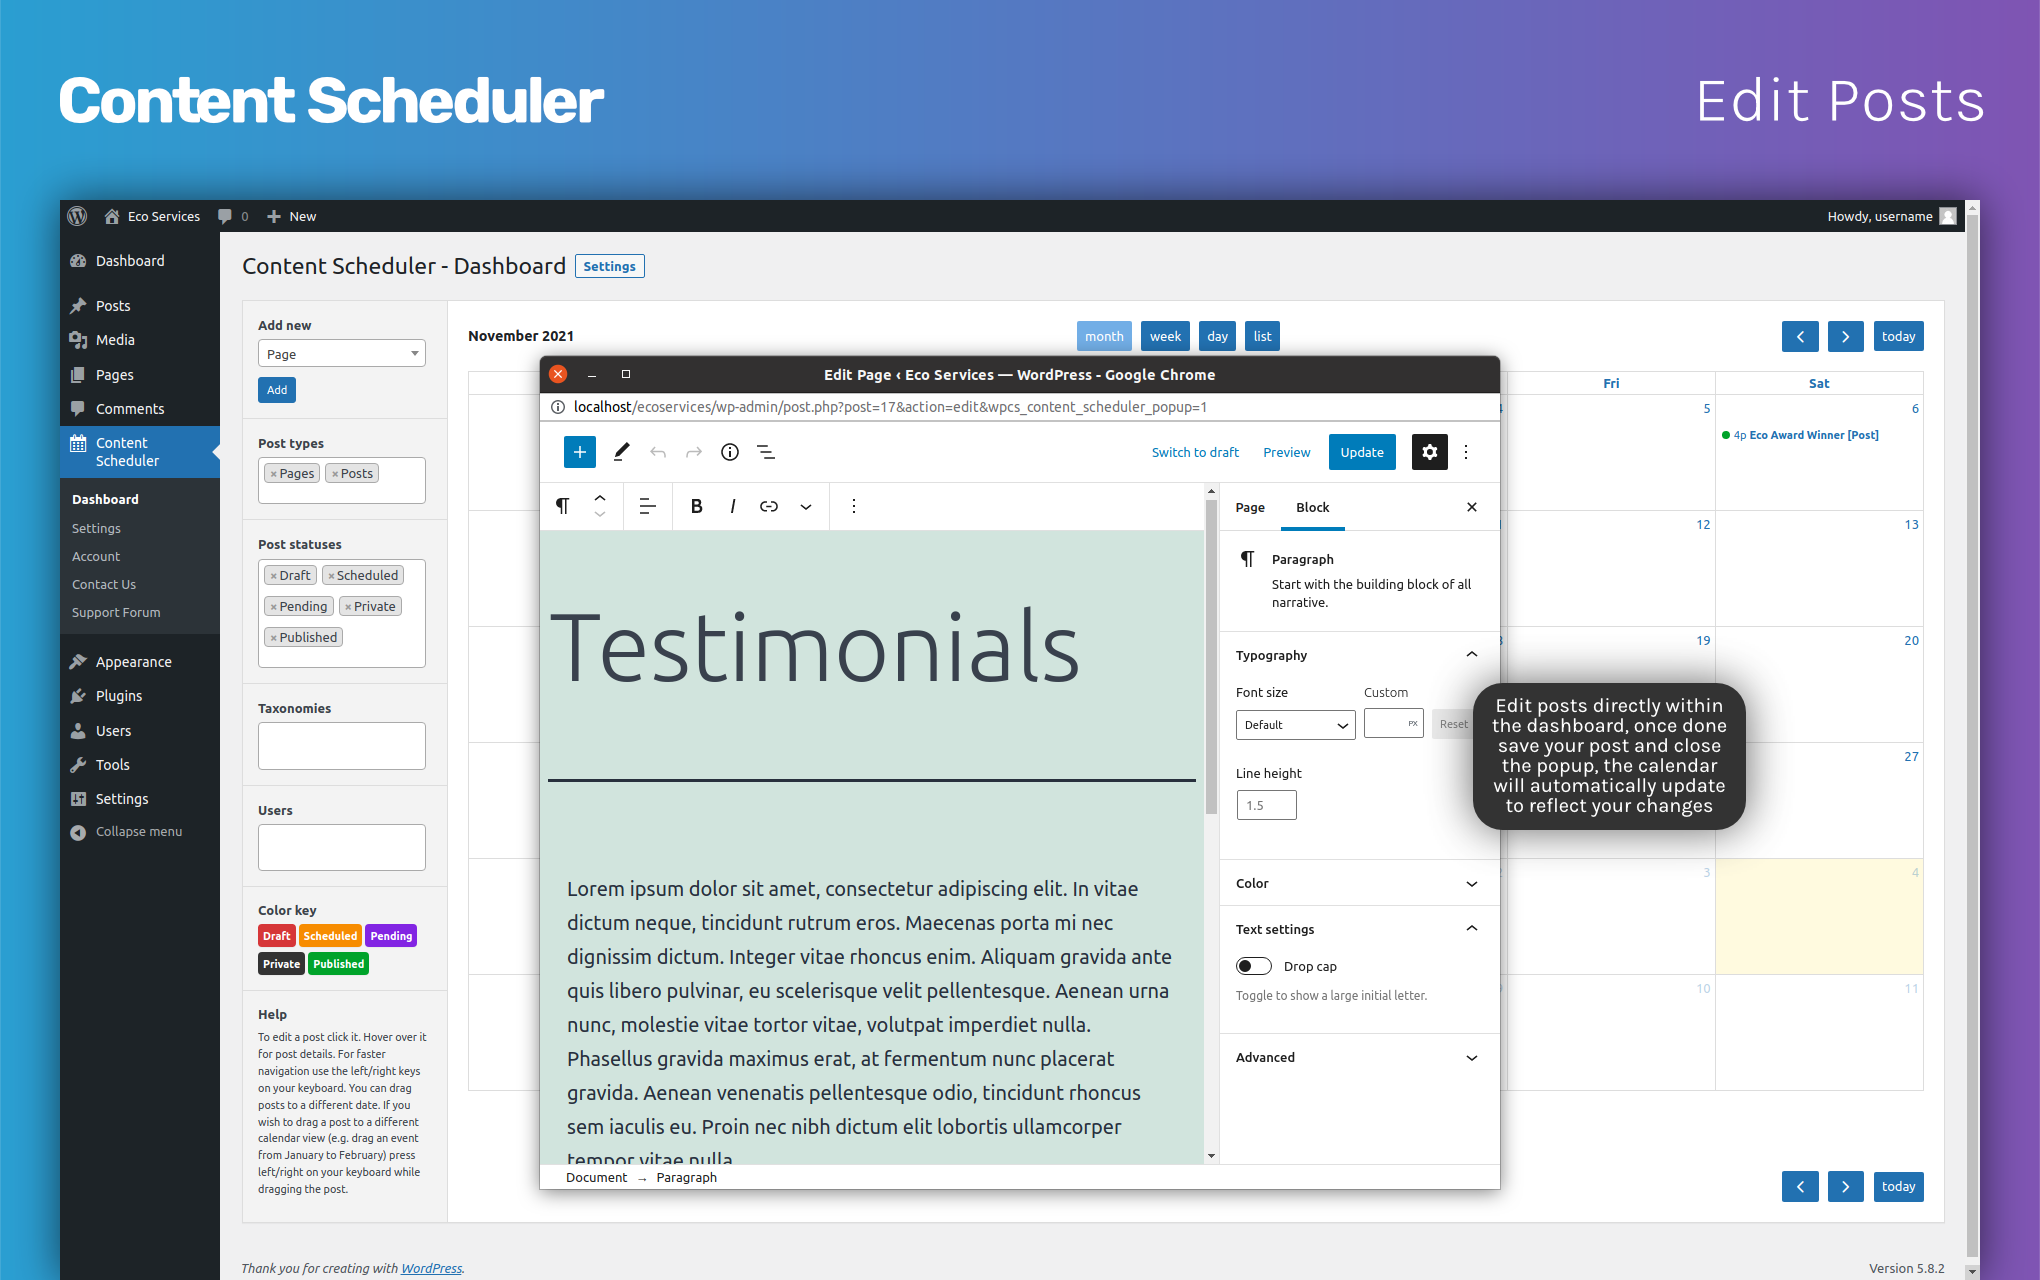 Content Scheduler
Edit Posts
Eco Services
0
New
Howdy, username
Dashboard
Posts
Media
Pages
Comments
Content
Scheduler
Dashboard
Settings
Account
Contact Us
Support Forum
Appearance
Plugins
Users
Tools
Settings
Collapse menu
Content Scheduler - Dashboard
Settings
Add new
Page
Add
Post types
× Pages × Posts
Post statuses
× Draft × Scheduled
× Pending × Private
× Published
Taxonomies
Users
Color key
Draft Scheduled Pending
Private Published
Help
To edit a post click it. Hover over it
for post details. For faster
navigation use the left/right keys
on your keyboard. You can drag
posts to a different date. If you
wish to drag a post to a different
calendar view (e.g. drag an event
from January to February) press
left/right on your keyboard while
dragging the post.
November 2021
month week day list
today
Fri Sat
5 6
4p Eco Award Winner [Post]
12 13
19 20
27
3 4
10 11
today
Edit Page ‹ Eco Services — WordPress - Google Chrome
localhost/ecoservices/wp-admin/post.php?post=17&action=edit&wpcs_content_scheduler_popup=1
Switch to draft Preview Update
B I
Testimonials
Lorem ipsum dolor sit amet, consectetur adipiscing elit. In vitae
dictum neque, tincidunt rutrum eros. Maecenas porta mi nec
dignissim dictum. Integer vitae rhoncus enim. Aliquam gravida ante
quis libero pulvinar, eu scelerisque velit pellentesque. Aenean urna
nunc, molestie vitae tortor vitae, volutpat imperdiet nulla.
Phasellus gravida maximus erat, at fermentum nunc placerat
gravida. Aenean venenatis pellentesque odio, tincidunt rhoncus
sem iaculis eu. Proin nec nibh dictum elit lobortis ullamcorper
tempor vitae nulla
Document → Paragraph
Page Block
Paragraph
Start with the building block of all
narrative.
Typography
Font size Custom
Default PX Reset
Line height
1.5
Color
Text settings
Drop cap
Toggle to show a large initial letter.
Advanced
Edit posts directly within
the dashboard, once done
save your post and close
the popup, the calendar
will automatically update
to reflect your changes
Thank you for creating with WordPress.
Version 5.8.2